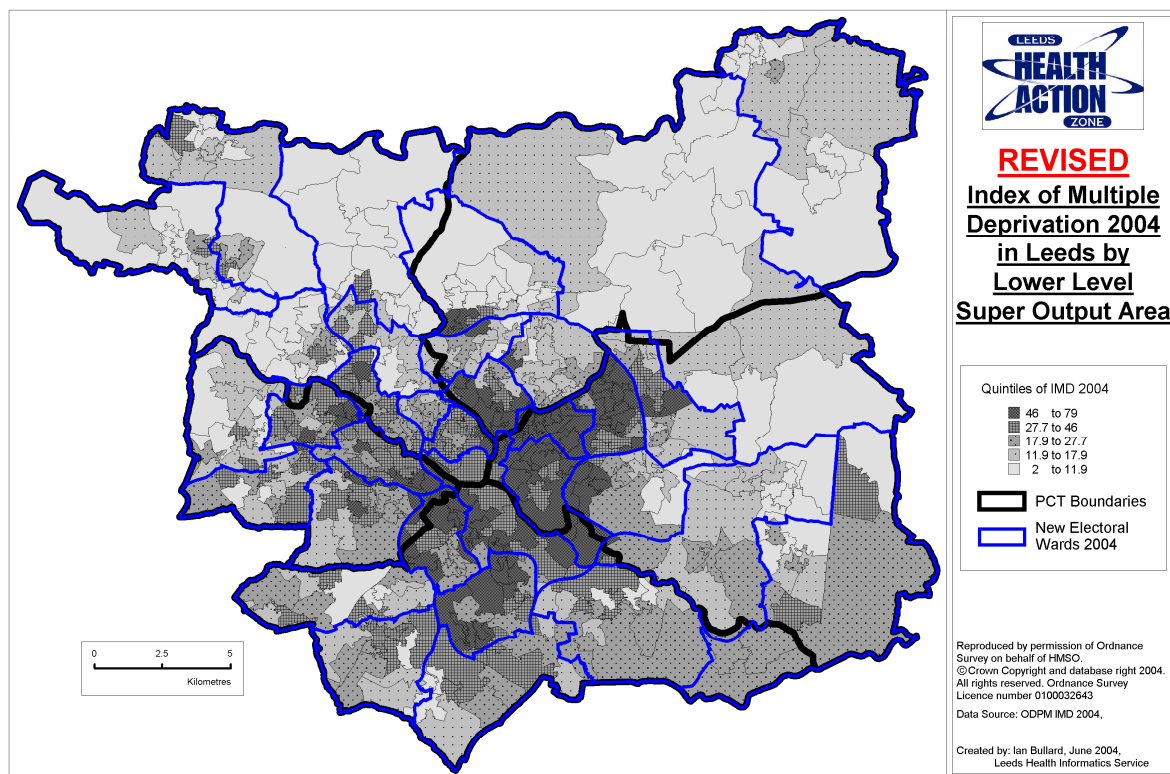 LEEDS
HEALTH
ACTION
ZONE
REVISED
Index of Multiple
Deprivation 2004
in Leeds by
Lower Level
Super Output Area
Quintiles of IMD 2004
46 to 79
27.7 to 46
17.9 to 27.7
11.9 to 17.9
2 to 11.9
PCT Boundaries
New Electoral
Wards 2004
0 2.5 5
Kilometres
Reproduced by permission of Ordnance
Survey on behalf of HMSO.
©Crown Copyright and database right 2004.
All rights reserved. Ordnance Survey
Licence number 0100032643
Data Source: ODPM IMD 2004,
Created by: Ian Bullard, June 2004,
Leeds Health Informatics Service